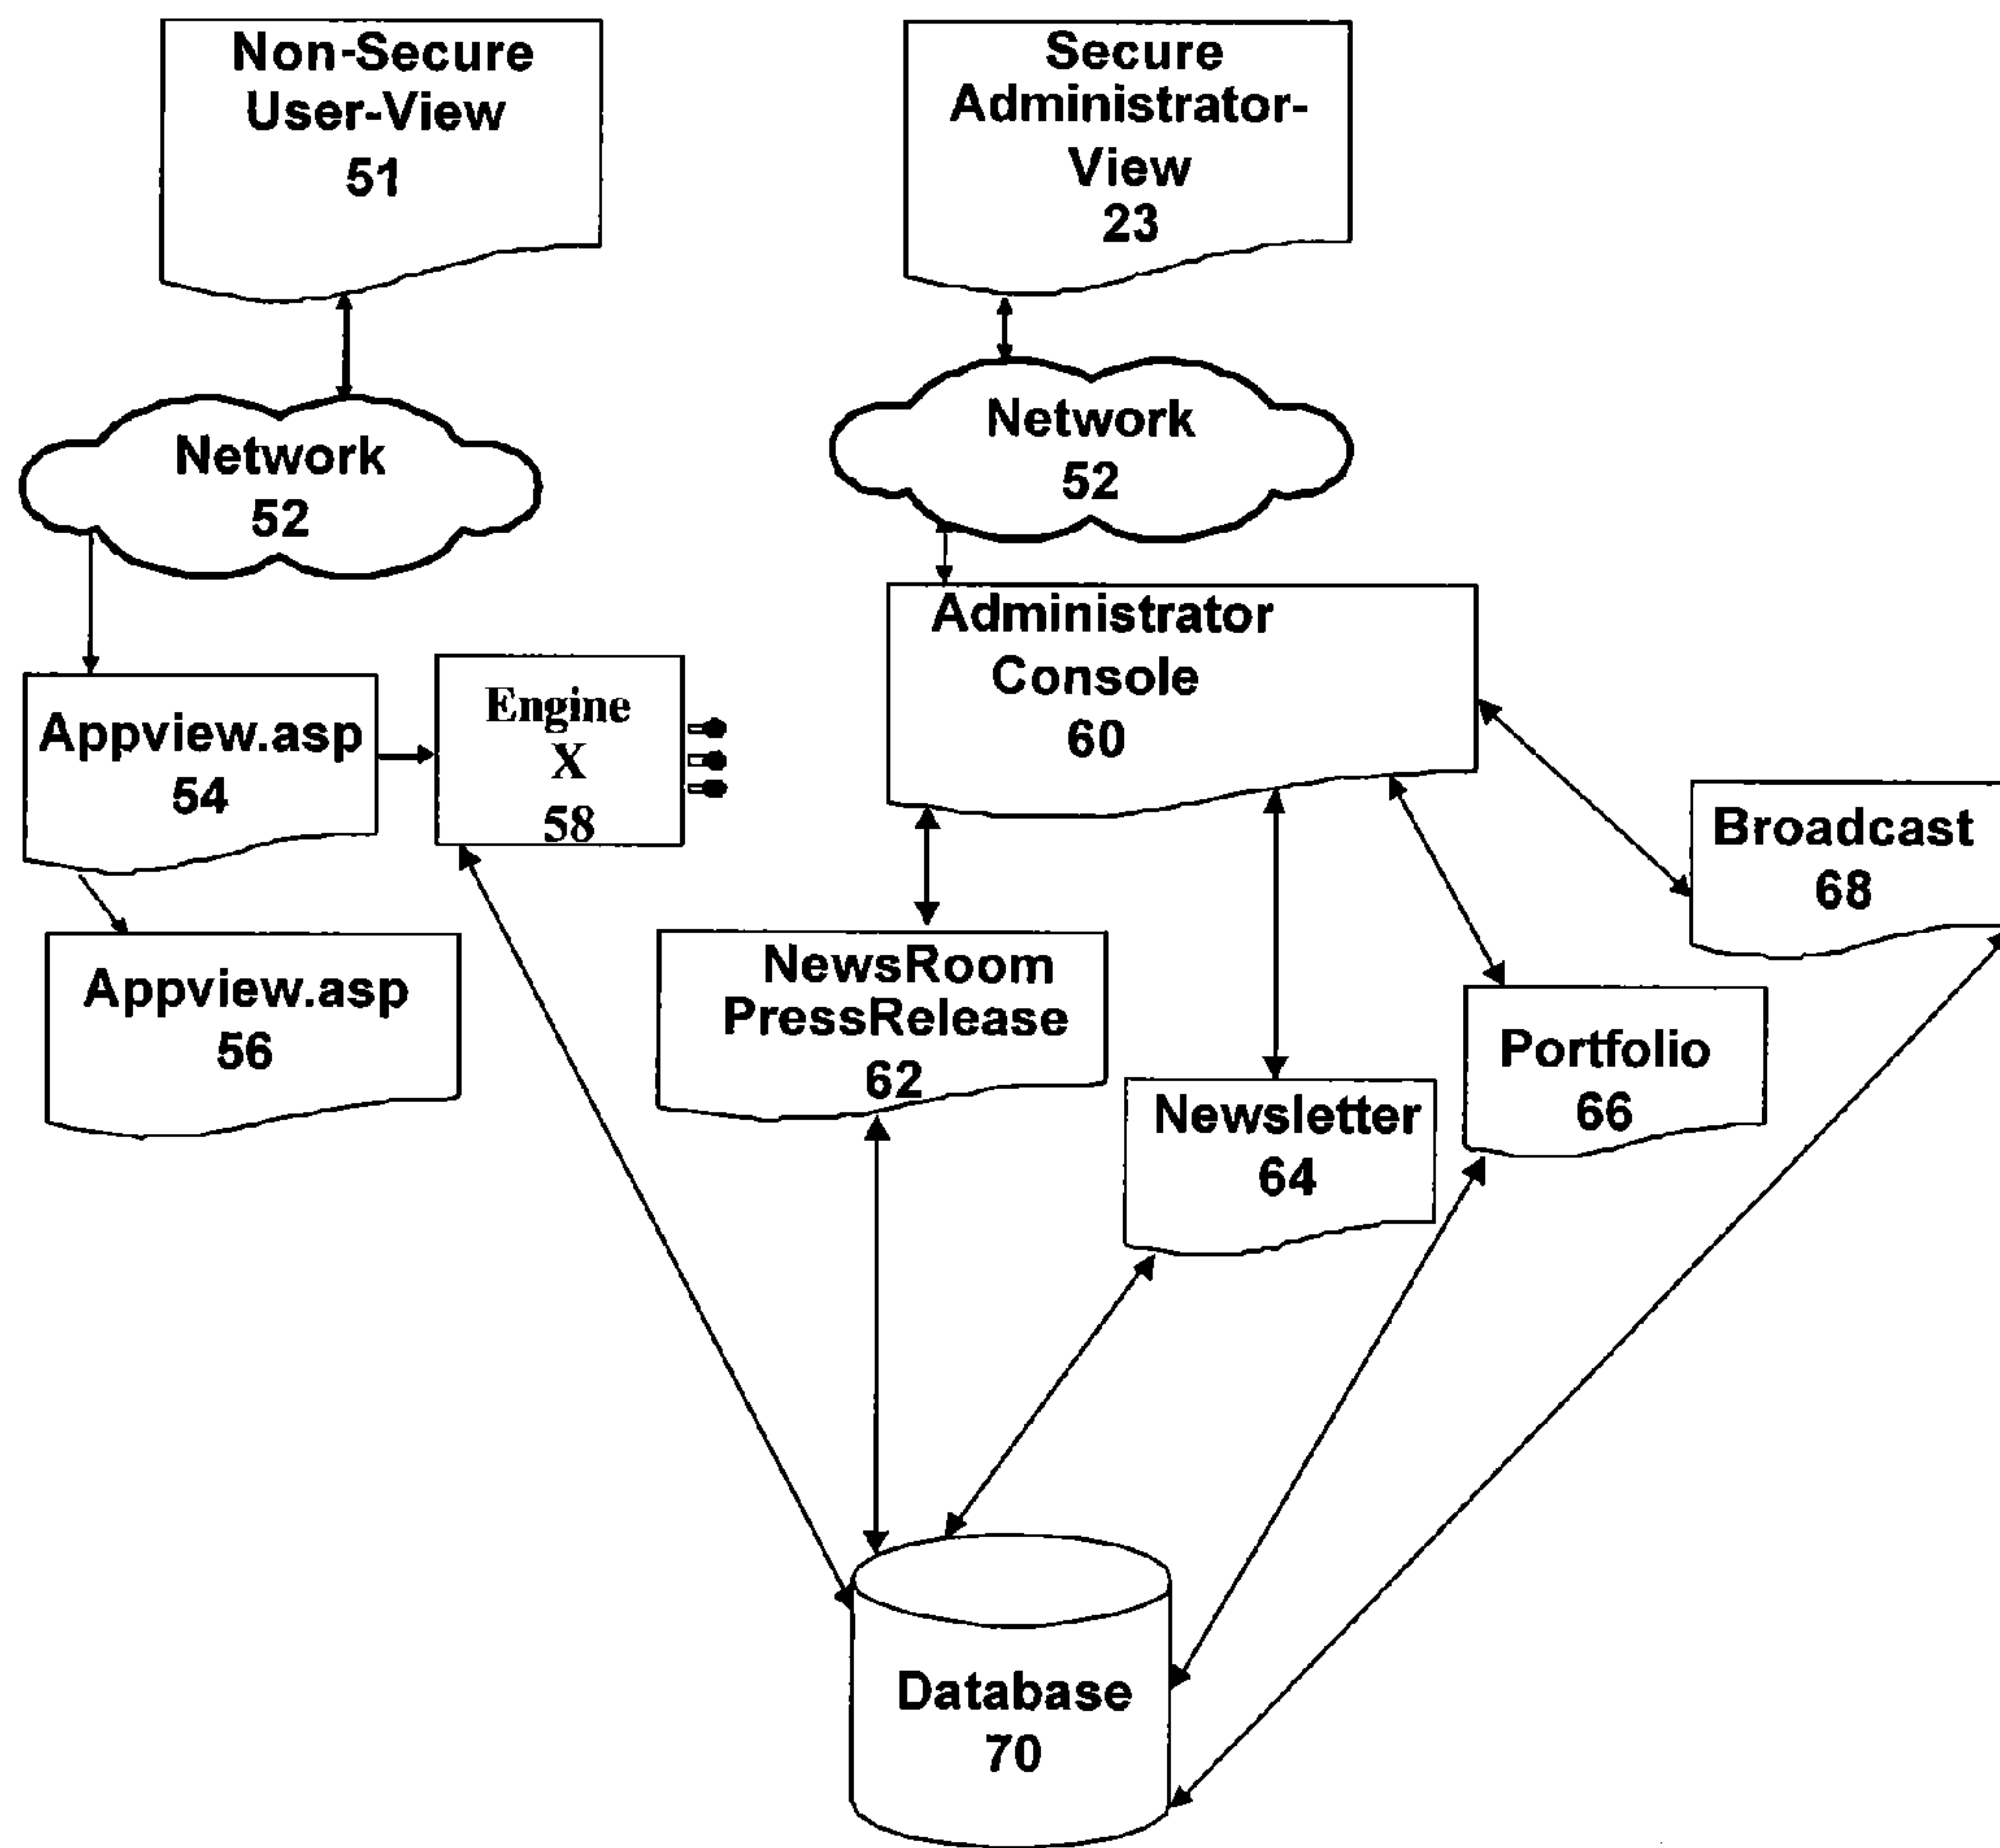 Non-Secure
User-View
51
Secure
Administrator-
View
23
Network
52
Network
52
Administrator
Console
60
Appview.asp
54
Engine
X
58
Broadcast
68
Appview.asp
56
NewsRoom
PressRelease
62
Portfolio
66
Newsletter
64
Database
70